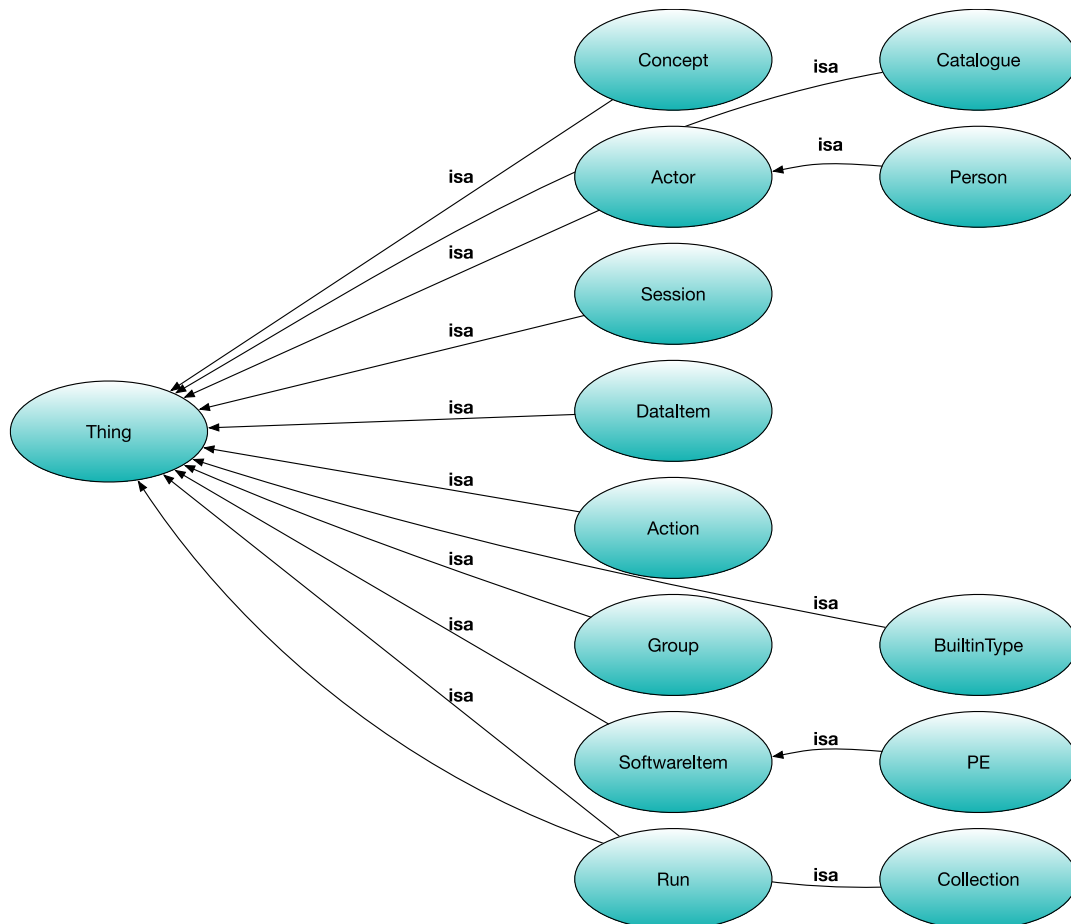 Concept
isa
Catalogue
isa
Actor
isa
Person
isa
Session
isa
Thing
isa
DataItem
isa
Action
isa
Group
isa
BuiltinType
isa
SoftwareItem
isa
PE
isa
Run
isa
Collection